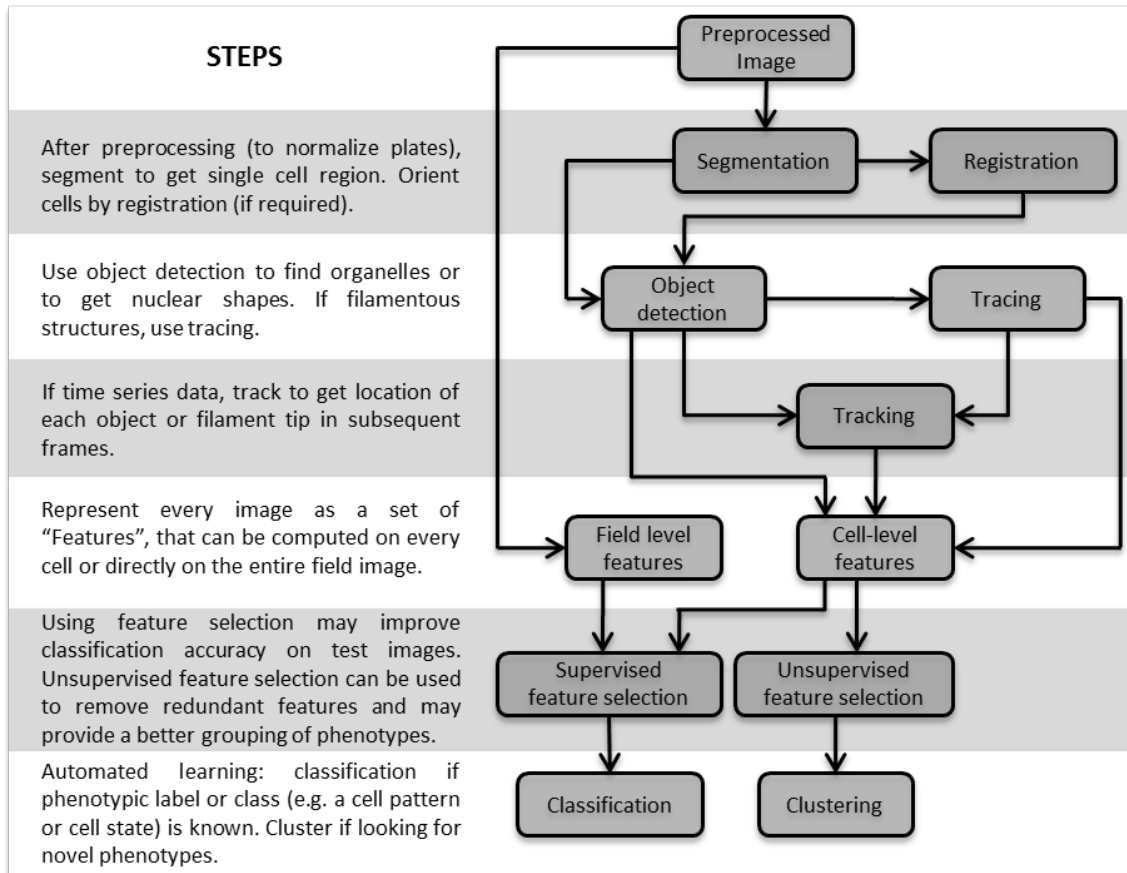 STEPS
Preprocessed
Image
After preprocessing (to normalize plates),
segment to get single cell region. Orient
cells by registration (if required).
Segmentation
Registration
Use object detection to find organelles or
to get nuclear shapes. If filamentous
structures, use tracing.
Object
detection
Tracing
If time series data, track to get location of
each object or filament tip in subsequent
frames.
Tracking
Represent every image as a set of
“Features”, that can be computed on every
cell or directly on the entire field image.
Field level
features
Cell-level
features
Using feature selection may improve
classification accuracy on test images.
Unsupervised feature selection can be used
to remove redundant features and may
provide a better grouping of phenotypes.
Supervised
feature selection
Unsupervised
feature selection
Automated learning: classification if
phenotypic label or class (e.g. a cell pattern
or cell state) is known. Cluster if looking for
novel phenotypes.
Classification
Clustering